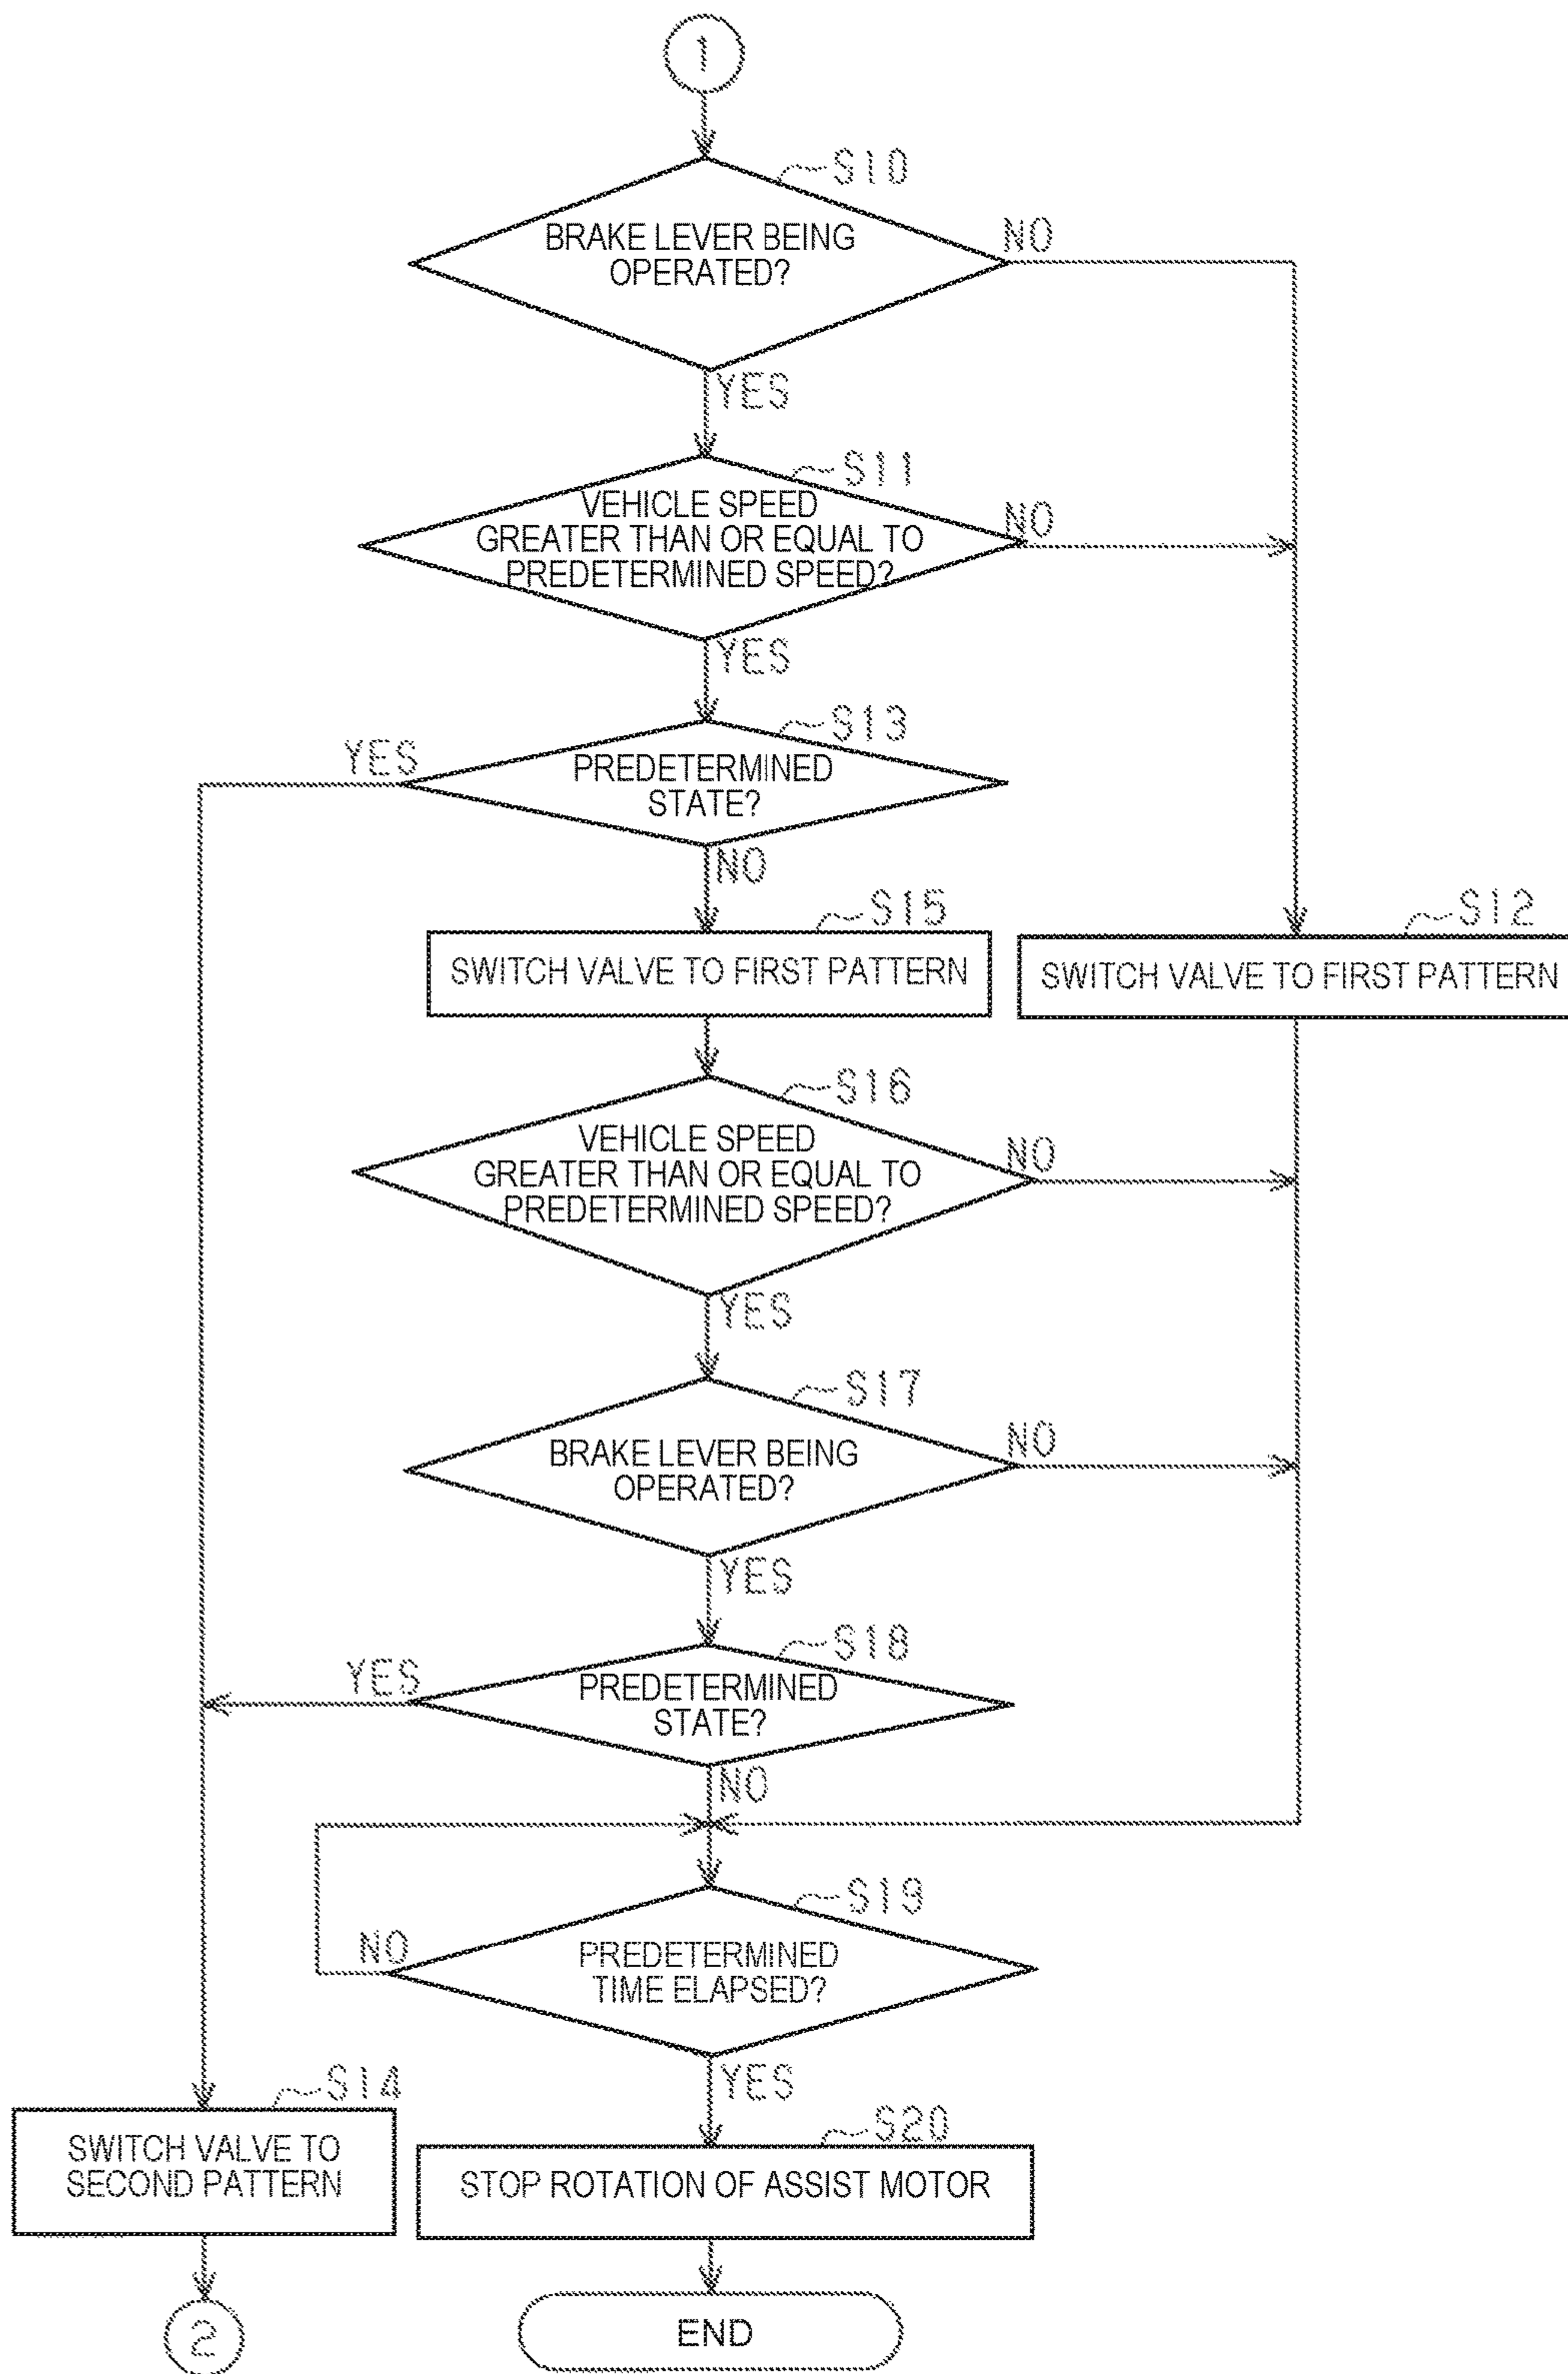 1
S10
BRAKE LEVER BEING
OPERATED?
NO
YES
S11
VEHICLE SPEED
GREATER THAN OR EQUAL TO
PREDETERMINED SPEED?
NO
YES
S13
YES
PREDETERMINED
STATE?
NO
S15
SWITCH VALVE TO FIRST PATTERN
S12
SWITCH VALVE TO FIRST PATTERN
S16
VEHICLE SPEED
GREATER THAN OR EQUAL TO
PREDETERMINED SPEED?
NO
YES
S17
BRAKE LEVER BEING
OPERATED?
NO
YES
S18
YES
PREDETERMINED
STATE?
NO
S19
NO
PREDETERMINED
TIME ELAPSED?
YES
S14
SWITCH VALVE TO
SECOND PATTERN
S20
STOP ROTATION OF ASSIST MOTOR
2
END